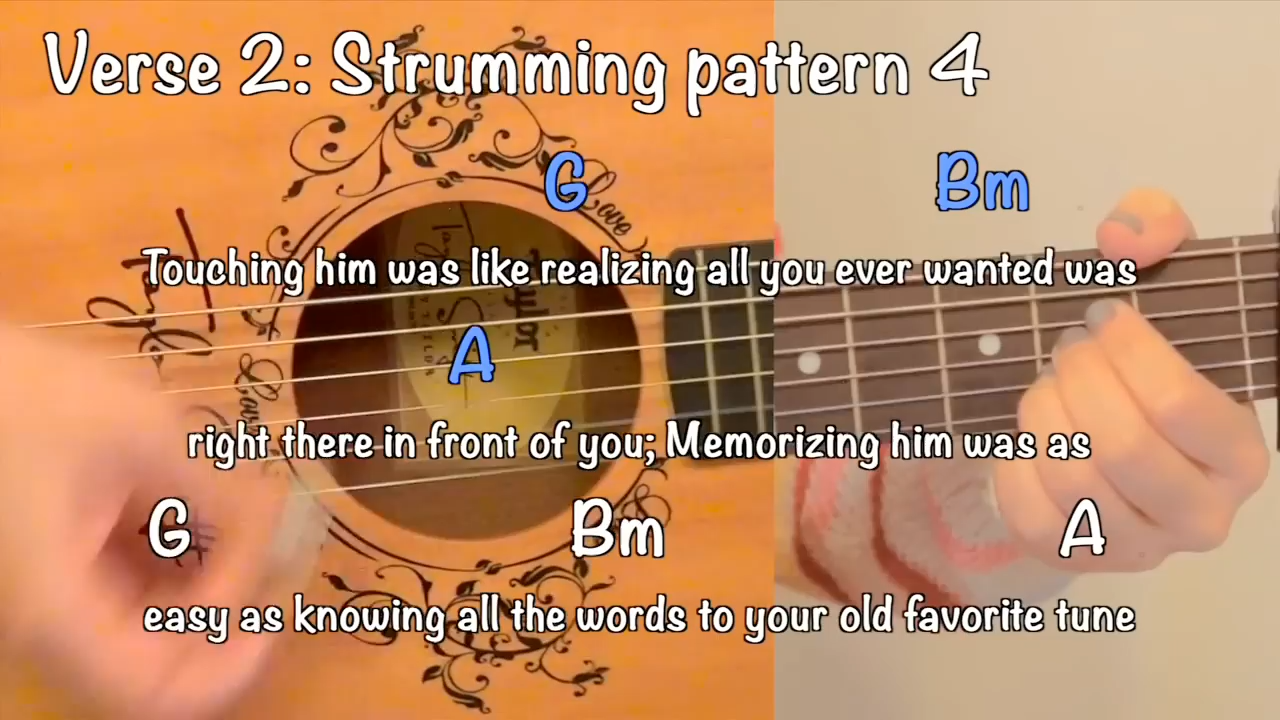 Verse 2: Strumming pattern 4
G Bm
Touching him was like realizing all you ever wanted was
A
right there in front of you; Memorizing him was as
G Bm A
easy as knowing all the words to your old favorite tune
Love
Taylor